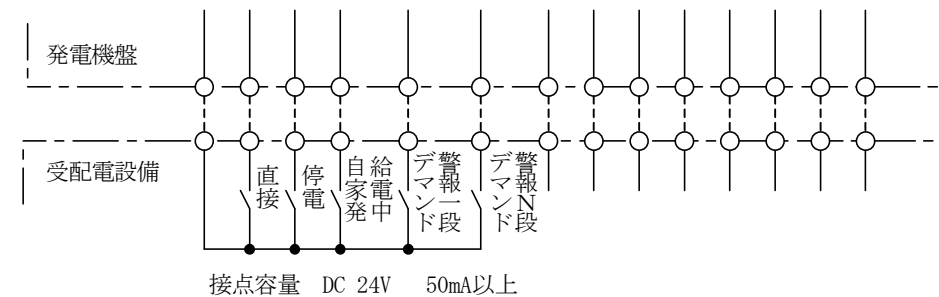 発電機盤
受配電設備
直接
停電
自家発
給電中
デマンド
警報一段
デマンド
警報N段
接点容量 DC 24V 50mA以上